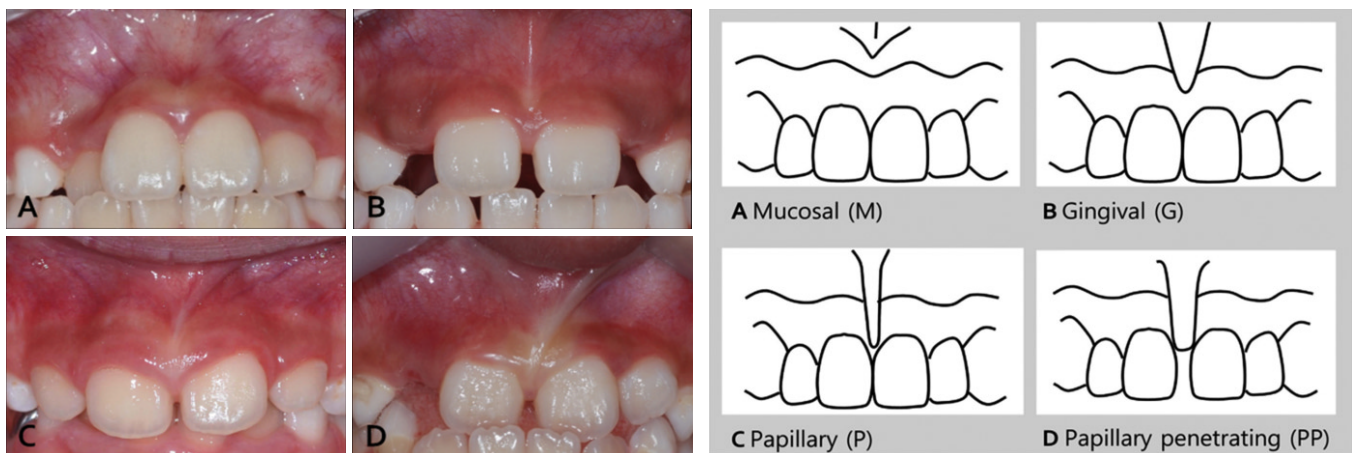 A
B
C
D
A Mucosal (M)
B Gingival (G)
C Papillary (P)
D Papillary penetrating (PP)